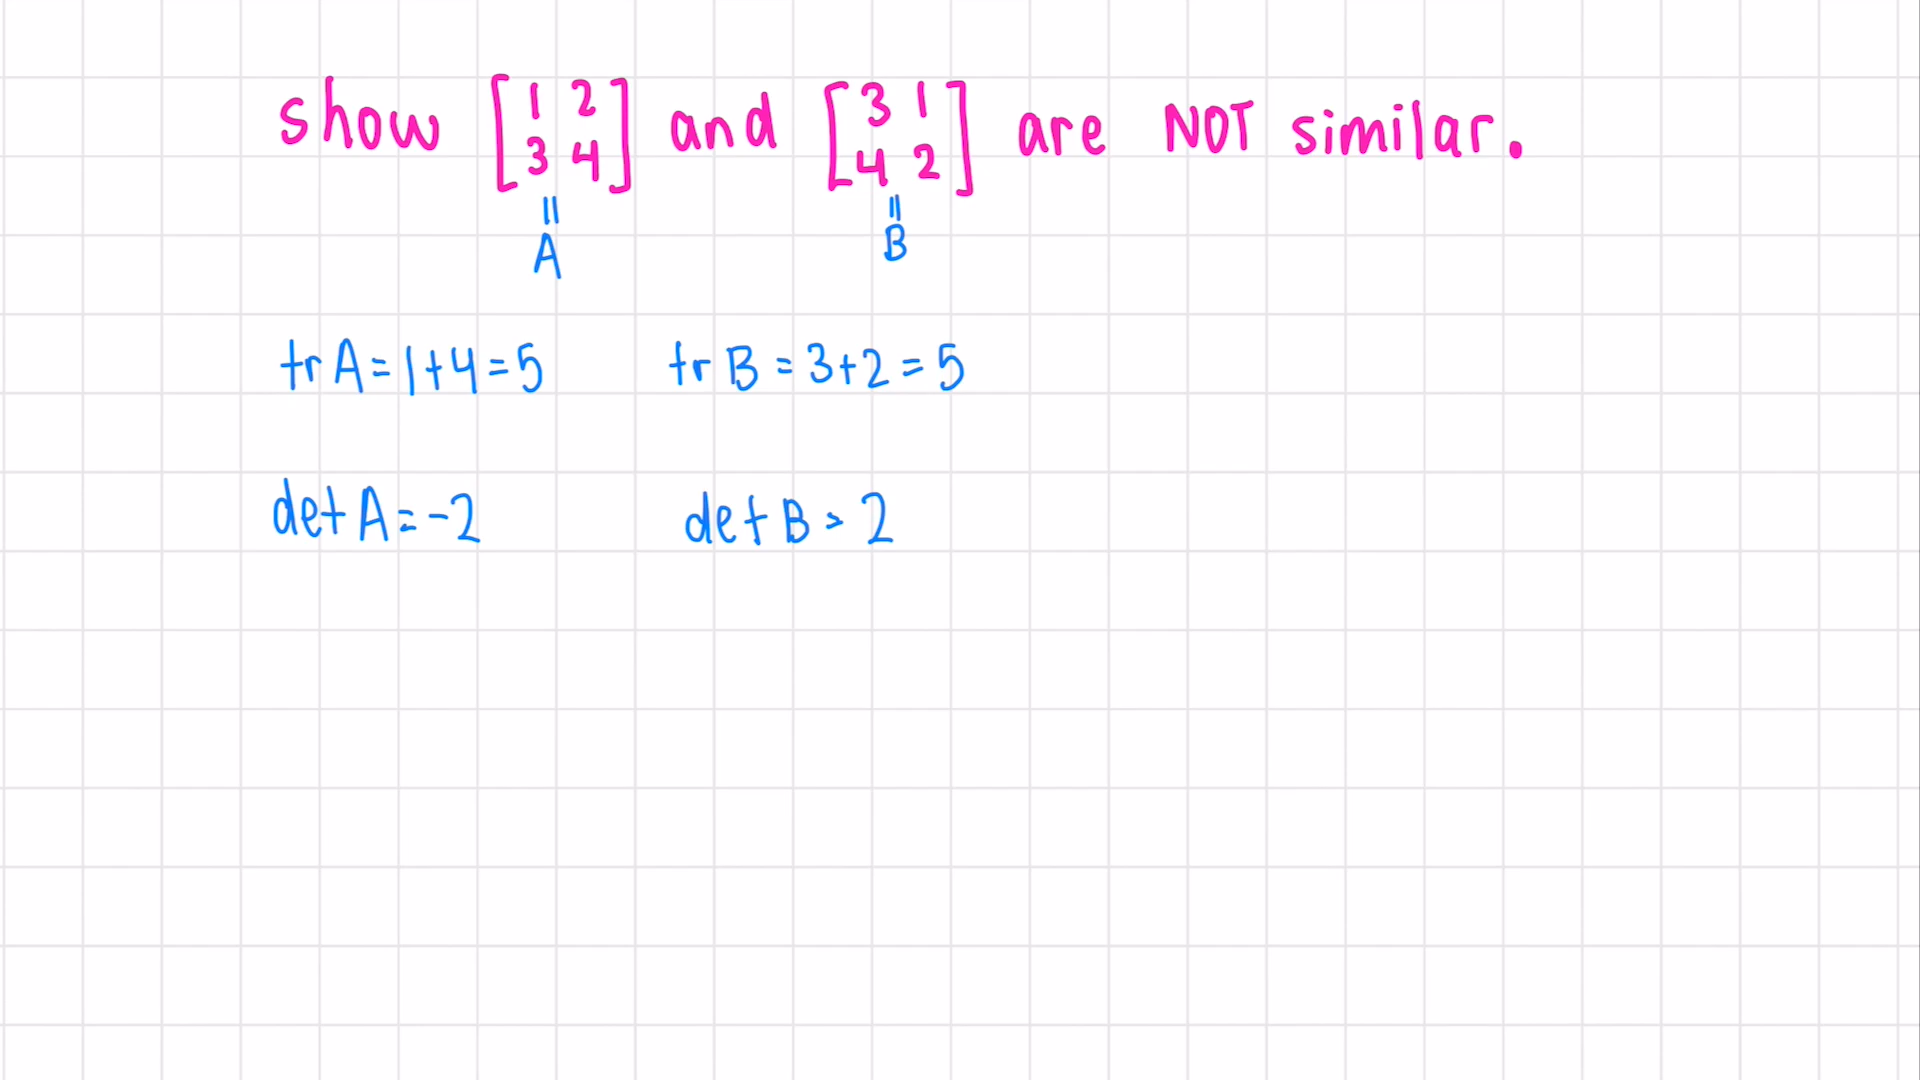 show [1 2 3 4] and [3 1 4 2] are NOT similar.
= A = B
tr A = 1+4 = 5 tr B = 3+2 = 5
det A = -2 det B = 2